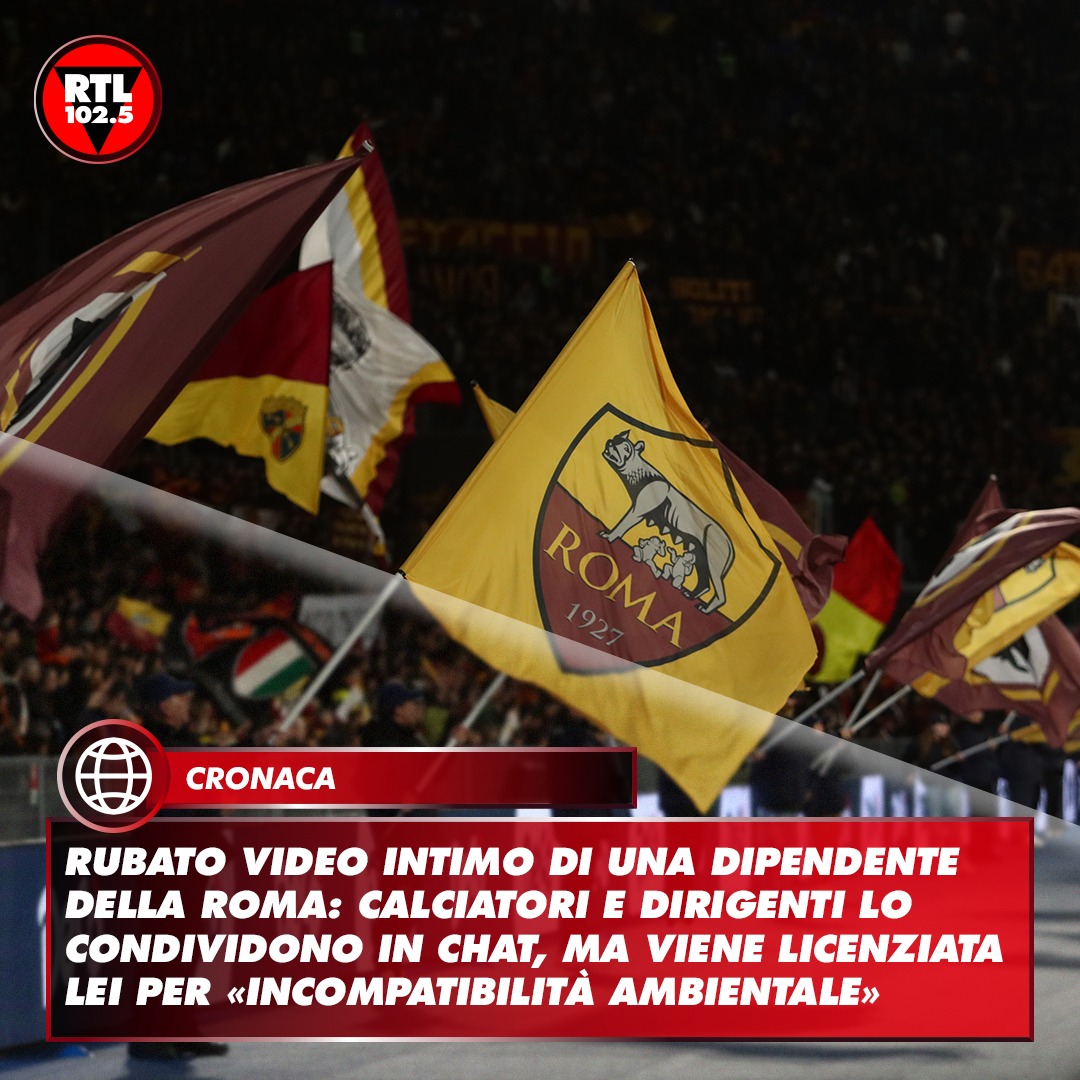 RTL
102.5
ROMA
1927
CRONACA
RUBATO VIDEO INTIMO DI UNA DIPENDENTE
DELLA ROMA: CALCIATORI E DIRIGENTI LO
CONDIVIDONO IN CHAT, MA VIENE LICENZIATA
LEI PER «INCOMPATIBILITÀ AMBIENTALE»